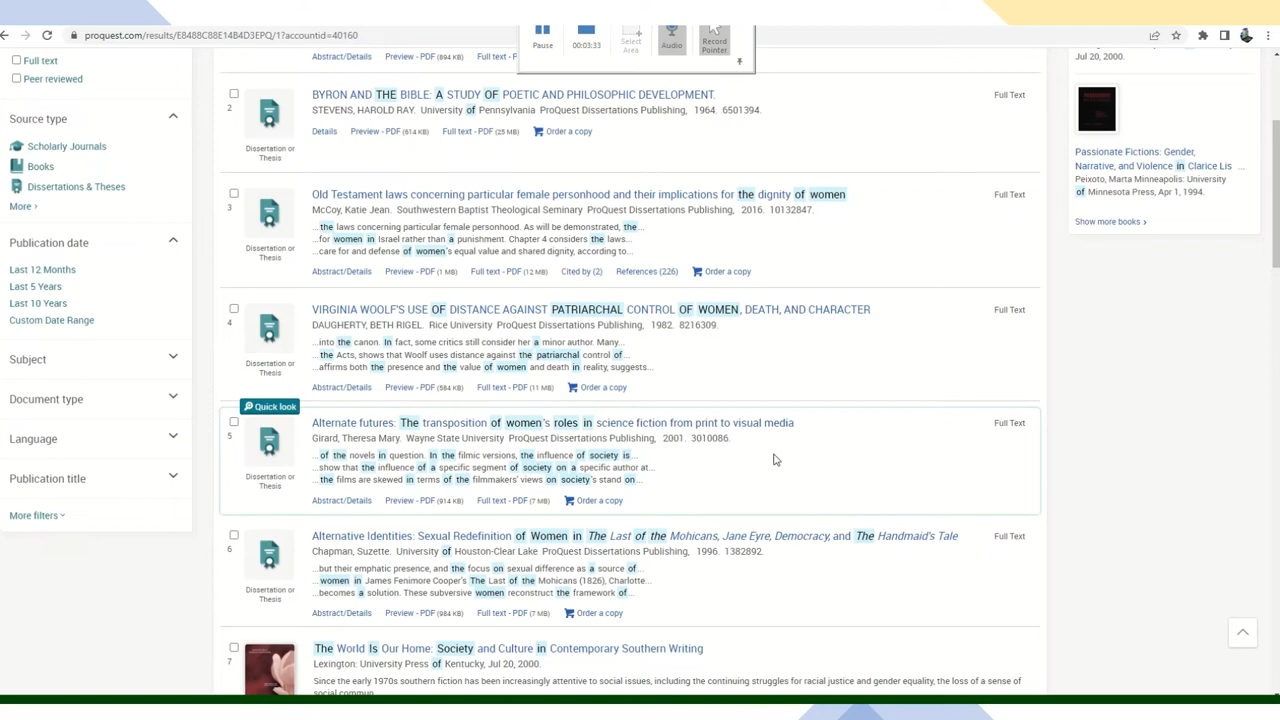 proquest.com/results/E8488C88E14B4D3EPQ/1?accountid=40160
Pause
00:03:33
Select
Area
Audio
Record
Pointer
Full text
Peer reviewed
Source type
Scholarly Journals
Books
Dissertations & Theses
More ›
Publication date
Last 12 Months
Last 5 Years
Last 10 Years
Custom Date Range
Subject
Document type
Language
Publication title
More filters
Abstract/Details Preview - PDF (894 KB) Full text - P
2
BYRON AND THE BIBLE: A STUDY OF POETIC AND PHILOSOPHIC DEVELOPMENT.
STEVENS, HAROLD RAY. University of Pennsylvania ProQuest Dissertations Publishing, 1964. 6501394.
Details Preview - PDF (614 KB) Full text - PDF (25 MB) Order a copy
Dissertation or
Thesis
Full Text
3
Old Testament laws concerning particular female personhood and their implications for the dignity of women
McCoy, Katie Jean. Southwestern Baptist Theological Seminary ProQuest Dissertations Publishing, 2016. 10132847.
...the laws concerning particular female personhood. As will be demonstrated, the...
...for women in Israel rather than a punishment. Chapter 4 considers the laws...
...care for and defense of women's equal value and shared dignity, according to...
Abstract/Details Preview - PDF (1 MB) Full text - PDF (12 MB) Cited by (2) References (226) Order a copy
Dissertation or
Thesis
Full Text
4
VIRGINIA WOOLF'S USE OF DISTANCE AGAINST PATRIARCHAL CONTROL OF WOMEN, DEATH, AND CHARACTER
DAUGHERTY, BETH RIGEL. Rice University ProQuest Dissertations Publishing, 1982. 8216309.
...into the canon. In fact, some critics still consider her a minor author. Many...
...the Acts, shows that Woolf uses distance against the patriarchal control of...
...affirms both the presence and the value of women and death in reality, suggests...
Abstract/Details Preview - PDF (584 KB) Full text - PDF (11 MB) Order a copy
Dissertation or
Thesis
Full Text
Quick look
5
Alternate futures: The transposition of women's roles in science fiction from print to visual media
Girard, Theresa Mary. Wayne State University ProQuest Dissertations Publishing, 2001. 3010086.
...of the novels in question. In the filmic versions, the influence of society is...
...show that the influence of a specific segment of society on a specific author at...
...the films are skewed in terms of the filmmakers' views on society's stand on...
Abstract/Details Preview - PDF (914 KB) Full text - PDF (7 MB) Order a copy
Dissertation or
Thesis
Full Text
6
Alternative Identities: Sexual Redefinition of Women in The Last of the Mohicans, Jane Eyre, Democracy, and The Handmaid's Tale
Chapman, Suzette. University of Houston-Clear Lake ProQuest Dissertations Publishing, 1996. 1382892.
...but their emphatic presence, and the focus on sexual difference as a source of...
...women in James Fenimore Cooper's The Last of the Mohicans (1826), Charlotte...
...becomes a solution. These subversive women reconstruct the framework of...
Abstract/Details Preview - PDF (984 KB) Full text - PDF (7 MB) Order a copy
Dissertation or
Thesis
Full Text
7
The World Is Our Home: Society and Culture in Contemporary Southern Writing
Lexington: University Press of Kentucky, Jul 20, 2000.
Since the early 1970s southern fiction has been increasingly attentive to social issues, including the continuing struggles for racial justice and gender equality, the loss of a sense of
social commun
Full Text
Jul 20, 2000.
Passionate Fictions: Gender,
Narrative, and Violence in Clarice Lis ...
Peixoto, Marta Minneapolis: University
of Minnesota Press, Apr 1, 1994.
Show more books ›